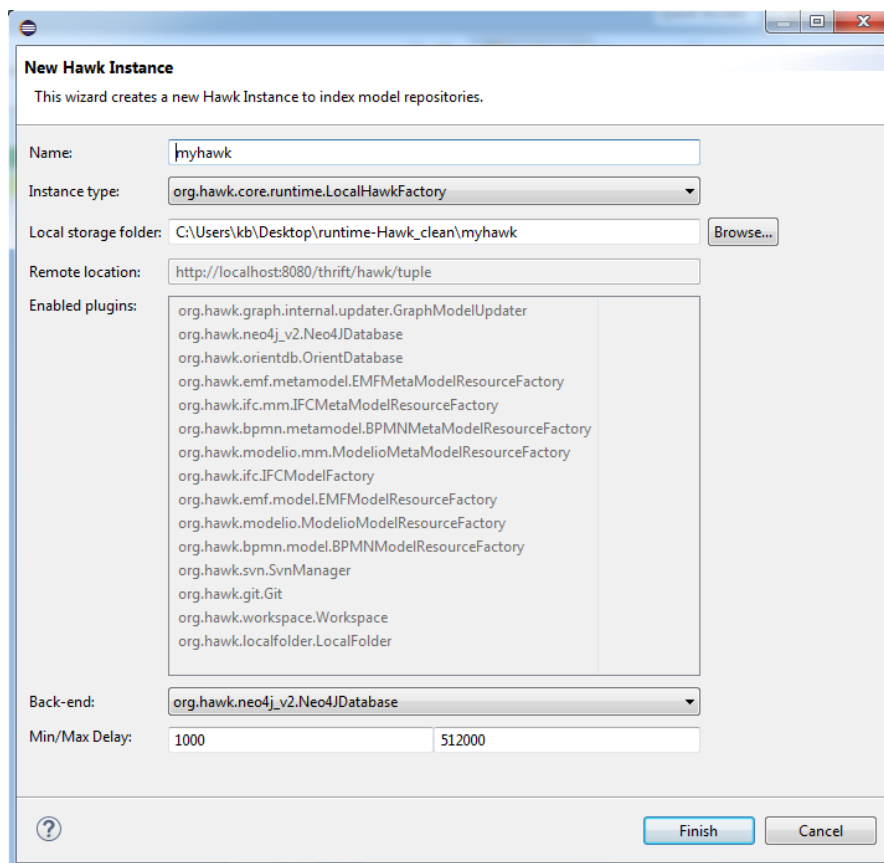 New Hawk Instance
This wizard creates a new Hawk Instance to index model repositories.
Name: myhawk
Instance type: org.hawk.core.runtime.LocalHawkFactory
Local storage folder: C:\Users\kb\Desktop\runtime-Hawk_clean\myhawk Browse...
Remote location: http://localhost:8080/thrift/hawk/tuple
Enabled plugins: org.hawk.graph.internal.updater.GraphModelUpdater
org.hawk.neo4j_v2.Neo4JDatabase
org.hawk.orientdb.OrientDatabase
org.hawk.emf.metamodel.EMFMetaModelResourceFactory
org.hawk.ifc.mm.IFCMetaModelResourceFactory
org.hawk.bpmn.metamodel.BPMNMetaModelResourceFactory
org.hawk.modelio.mm.ModelioMetaModelResourceFactory
org.hawk.ifc.IFCModelFactory
org.hawk.emf.model.EMFModelResourceFactory
org.hawk.modelio.ModelioModelResourceFactory
org.hawk.bpmn.model.BPMNModelResourceFactory
org.hawk.svn.SvnManager
org.hawk.git.Git
org.hawk.workspace.Workspace
org.hawk.localfolder.LocalFolder
Back-end: org.hawk.neo4j_v2.Neo4JDatabase
Min/Max Delay: 1000 512000
? Finish Cancel